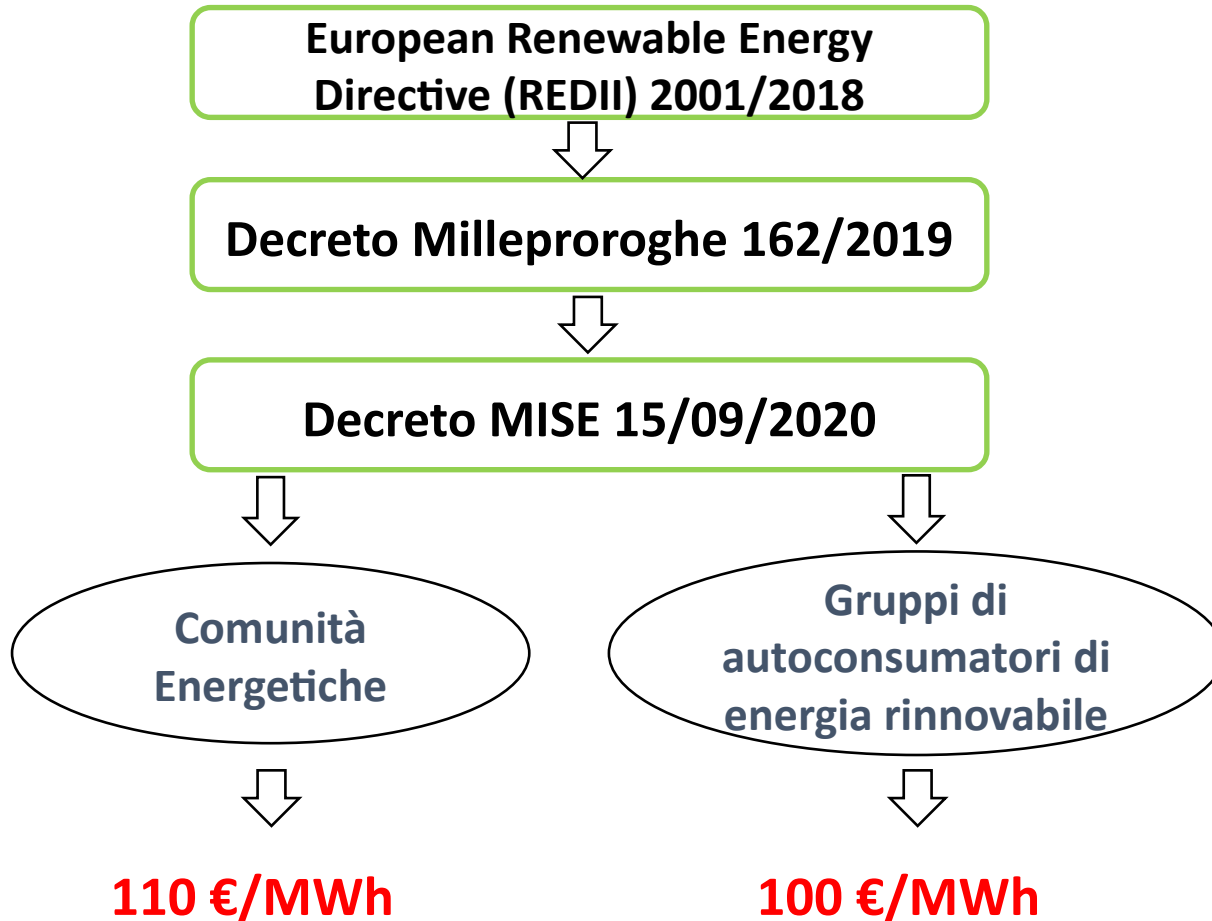 European Renewable Energy
Directive (REDII) 2001/2018
Decreto Milleproroghe 162/2019
Decreto MISE 15/09/2020
Comunità
Energetiche
Gruppi di
autoconsumatori di
energia rinnovabile
110 €/MWh
100 €/MWh